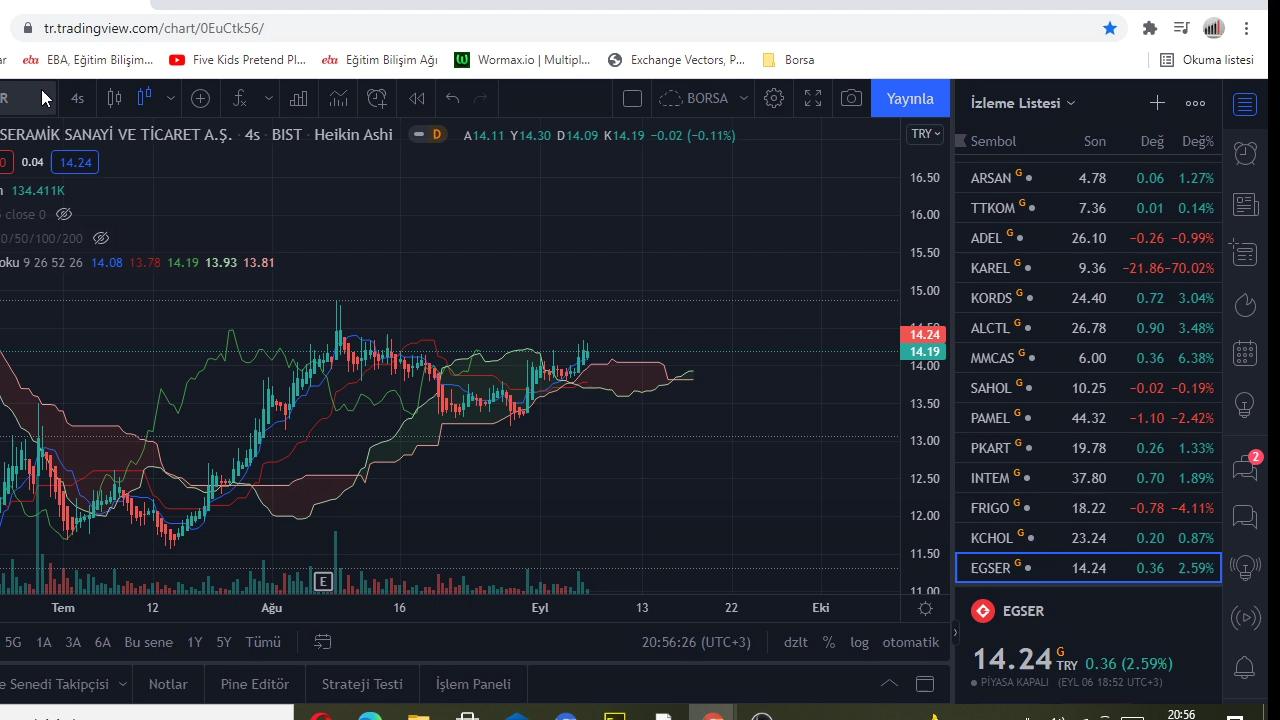 tr.tradingview.com/chart/0EuCtk56/
EBA, Eğitim Bilişim... Five Kids Pretend Pl... Eğitim Bilişim Ağı Wormax.io | Multipl... Exchange Vectors, P... Borsa Okuma listesi
R 4s BORSA Yayınla İzleme Listesi
SERAMİK SANAYİ VE TİCARET A.Ş. 4s · BIST · Heikin Ashi D A14.11 Y14.30 D14.09 K14.19 −0.02 (−0.11%) TRY
Sembol Son Değ Değ%
0 0.04 14.24
134.411K
close 0
0/50/100/200
oku 9 26 52 26 14.08 13.78 14.19 13.93 13.81
16.50
16.00
15.50
15.00
14.24
14.19
14.00
13.50
13.00
12.50
12.00
11.50
11.00
ARSAN G 4.78 0.06 1.27%
TTKOM G 7.36 0.01 0.14%
ADEL G 26.10 −0.26 −0.99%
KAREL G 9.36 −21.86 −70.02%
KORDS G 24.40 0.72 3.04%
ALCTL G 26.78 0.90 3.48%
MMCAS G 6.00 0.36 6.38%
SAHOL G 10.25 −0.02 −0.19%
PAMEL G 44.32 −1.10 −2.42%
PKART G 19.78 0.26 1.33%
INTEM G 37.80 0.70 1.89%
FRIGO G 18.22 −0.78 −4.11%
KCHOL G 23.24 0.20 0.87%
EGSER G 14.24 0.36 2.59%
2
E
Tem 12 Ağu 16 Eyl 13 22 Eki
EGSER
5G 1A 3A 6A Bu sene 1Y 5Y Tümü 20:56:26 (UTC+3) dzlt % log otomatik
14.24 G TRY 0.36 (2.59%)
PİYASA KAPALI (EYL 06 18:52 UTC+3)
e Senedi Takipçisi Notlar Pine Editör Strateji Testi İşlem Paneli
20:56